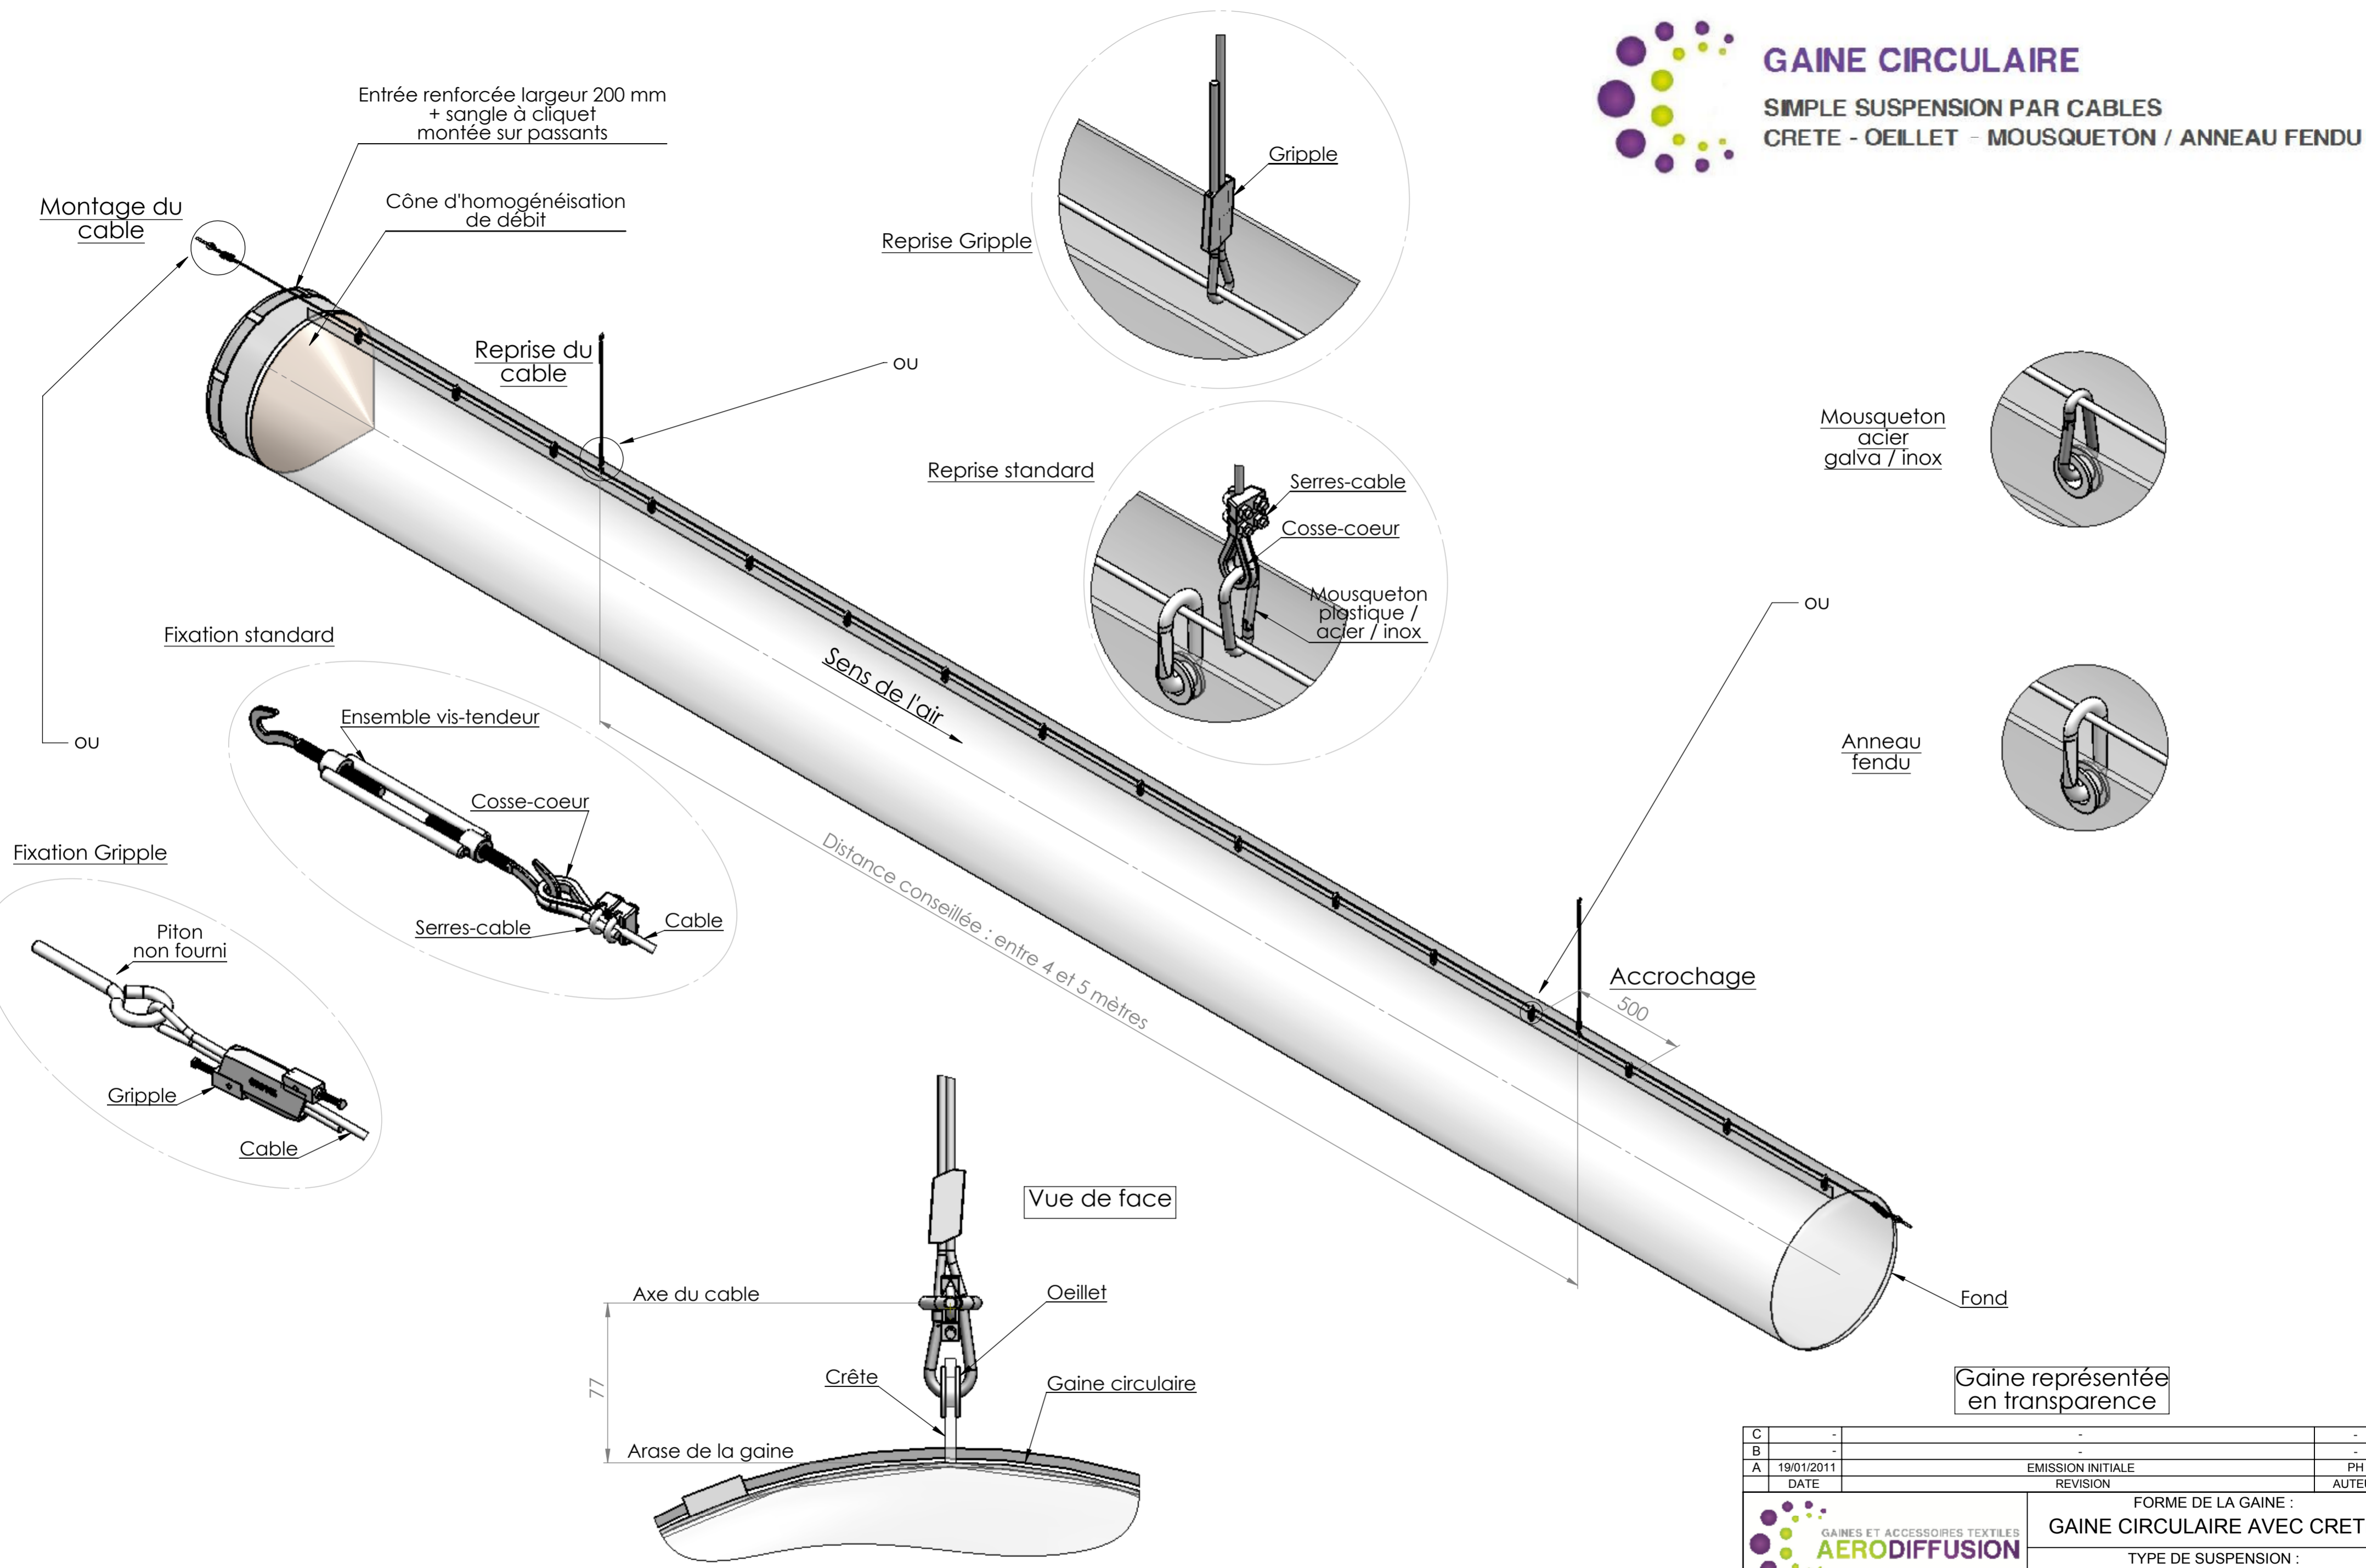 GAINE CIRCULAIRE
SIMPLE SUSPENSION PAR CABLES
CRETE - OEILLET - MOUSQUETON / ANNEAU FENDU
Entrée renforcée largeur 200 mm
+ sangle à cliquet
montée sur passants
Cône d'homogénéisation
de débit
Montage du
cable
Reprise du
cable
OU
Reprise Gripple
Gripple
Reprise standard
Serres-cable
Cosse-coeur
Mousqueton
plastique /
acier / inox
Mousqueton
acier
galva / inox
OU
Anneau
fendu
OU
Fixation standard
Ensemble vis-tendeur
Cosse-coeur
Serres-cable
Cable
Fixation Gripple
Piton
non fourni
Gripple
Cable
Sens de l'air
Distance conseillée : entre 4 et 5 mètres
Accrochage
500
Fond
Vue de face
Axe du cable
Oeillet
77
Crête
Gaine circulaire
Arase de la gaine
Gaine représentée
en transparence
C - - -
B - - -
A 19/01/2011 EMISSION INITIALE PH
DATE REVISION
GAINES ET ACCESSOIRES TEXTILES
AERODIFFUSION
FORME DE LA GAINE :
GAINE CIRCULAIRE AVEC CRET
TYPE DE SUSPENSION :